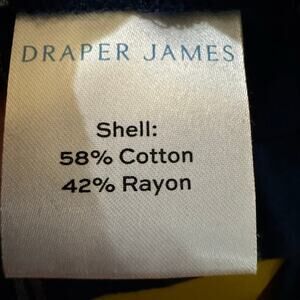 DRAPER JAMES
Shell:
58% Cotton
42% Rayon